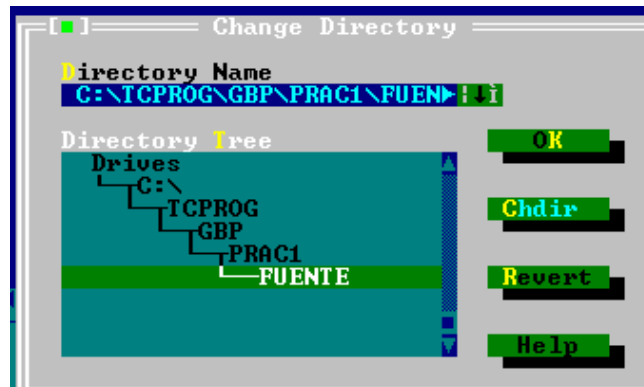 Change Directory
Directory Name
C:\TCPROG\GBP\PRAC1\FUEN
Directory Tree
OK
Drives
C:\
TCPROG
Chdir
GBP
PRAC1
FUENTE
Revert
Help